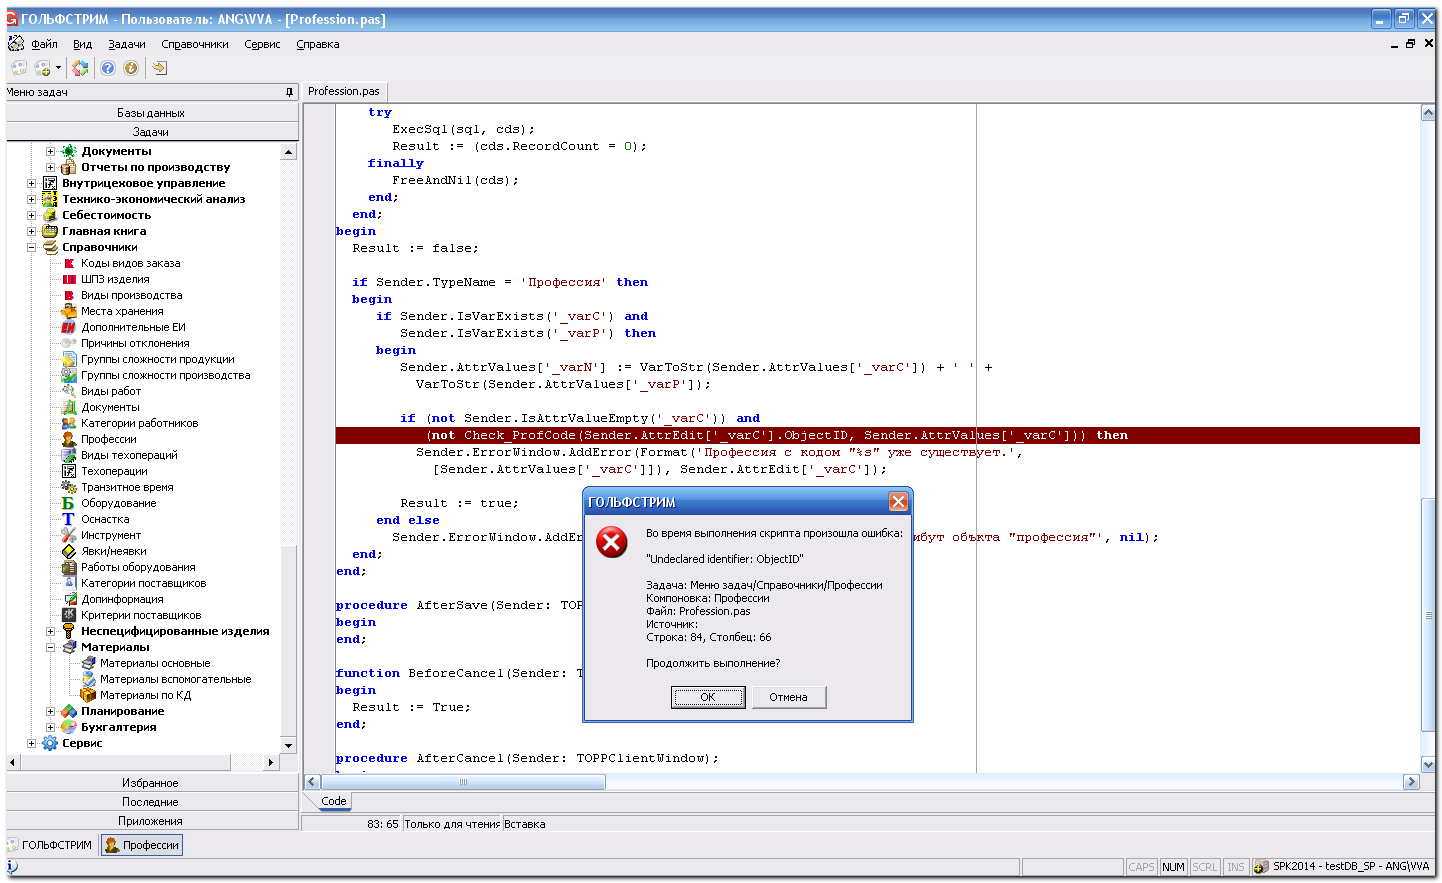 ГОЛЬФСТРИМ - Пользователь: ANG\VVA - [Profession.pas]
Файл Вид Задачи Справочники Сервис Справка
Меню задач
Profession.pas
Базы данных
Задачи
Документы
Отчеты по производству
Внутрицеховое управление
Технико-экономический анализ
Себестоимость
Главная книга
Справочники
Коды видов заказа
ШПЗ изделия
Виды производства
Места хранения
Дополнительные ЕИ
Причины отклонения
Группы сложности продукции
Группы сложности производства
Виды работ
Документы
Категории работников
Профессии
Виды техопераций
Техоперации
Транзитное время
Оборудование
Оснастка
Инструмент
Явки/неявки
Работы оборудования
Категории поставщиков
Допинформация
Критерии поставщиков
Неспецифицированные изделия
Материалы
Материалы основные
Материалы вспомогательные
Материалы по КД
Планирование
Бухгалтерия
Сервис
Избранное
Последние
Приложения
try
ExecSql(sql, cds);
Result := (cds.RecordCount = 0);
finally
FreeAndNil(cds);
end;
end;
begin
Result := false;
if Sender.TypeName = 'Профессия' then
begin
if Sender.IsVarExists('_varC') and
Sender.IsVarExists('_varP') then
begin
Sender.AttrValues['_varN'] := VarToStr(Sender.AttrValues['_varC']) + ' ' +
VarToStr(Sender.AttrValues['_varP']);
if (not Sender.IsAttrValueEmpty('_varC')) and
(not Check_ProfCode(Sender.AttrEdit['_varC'].ObjectID, Sender.AttrValues['_varC'])) then
Sender.ErrorWindow.AddError(Format('Профессия с кодом "%s" уже существует.',
[Sender.AttrValues['_varC']]), Sender.AttrEdit['_varC']);
Result := true;
end else
Sender.ErrorWindow.AddEr ибут объкта "профессия"', nil);
end;
end;
procedure AfterSave(Sender: TOP
begin
end;
function BeforeCancel(Sender: T
begin
Result := True;
end;
procedure AfterCancel(Sender: TOPPClientWindow);
ГОЛЬФСТРИМ
Во время выполнения скрипта произошла ошибка:
"Undeclared identifier: ObjectID"
Задача: Меню задач/Справочники/Профессии
Компоновка: Профессии
Файл: Profession.pas
Источник:
Строка: 84, Столбец: 66
Продолжить выполнение?
OK Отмена
Code
83: 65 Только для чтения Вставка
ГОЛЬФСТРИМ Профессии
CAPS NUM SCRL INS SPK2014 - testDB_SP - ANG\VVA